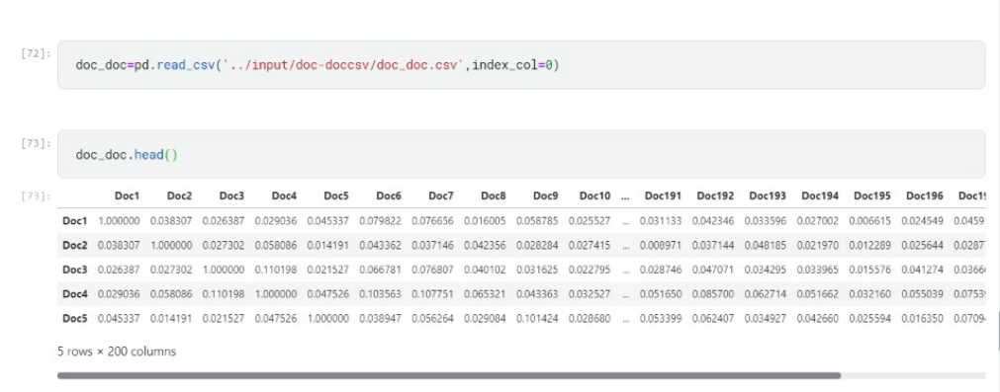 [72]:
doc_doc=pd.read_csv('../input/doc-doccsv/doc_doc.csv',index_col=0)
[73]:
doc_doc.head()
[73]:
Doc1 Doc2 Doc3 Doc4 Doc5 Doc6 Doc7 Doc8 Doc9 Doc10 ... Doc191 Doc192 Doc193 Doc194 Doc195 Doc196
Doc1 1.000000 0.038307 0.026387 0.029036 0.045337 0.079822 0.076656 0.016005 0.058785 0.025527 ... 0.031133 0.042346 0.033596 0.027002 0.006615 0.024549 0.0459
Doc2 0.038307 1.000000 0.027302 0.058086 0.014191 0.043362 0.037146 0.042356 0.028284 0.027415 ... 0.008971 0.037144 0.048185 0.021970 0.012289 0.025644 0.0287
Doc3 0.026387 0.027302 1.000000 0.110198 0.021527 0.066781 0.076807 0.040102 0.031625 0.022795 ... 0.028746 0.047071 0.034295 0.033965 0.015576 0.041274 0.0366
Doc4 0.029036 0.058086 0.110198 1.000000 0.047526 0.103563 0.107751 0.065321 0.043363 0.032527 ... 0.051650 0.085700 0.062714 0.051662 0.032160 0.055039 0.0753
Doc5 0.045337 0.014191 0.021527 0.047526 1.000000 0.038947 0.056264 0.029084 0.101424 0.028680 ... 0.053399 0.062407 0.034927 0.042660 0.025594 0.016350 0.0709
5 rows × 200 columns